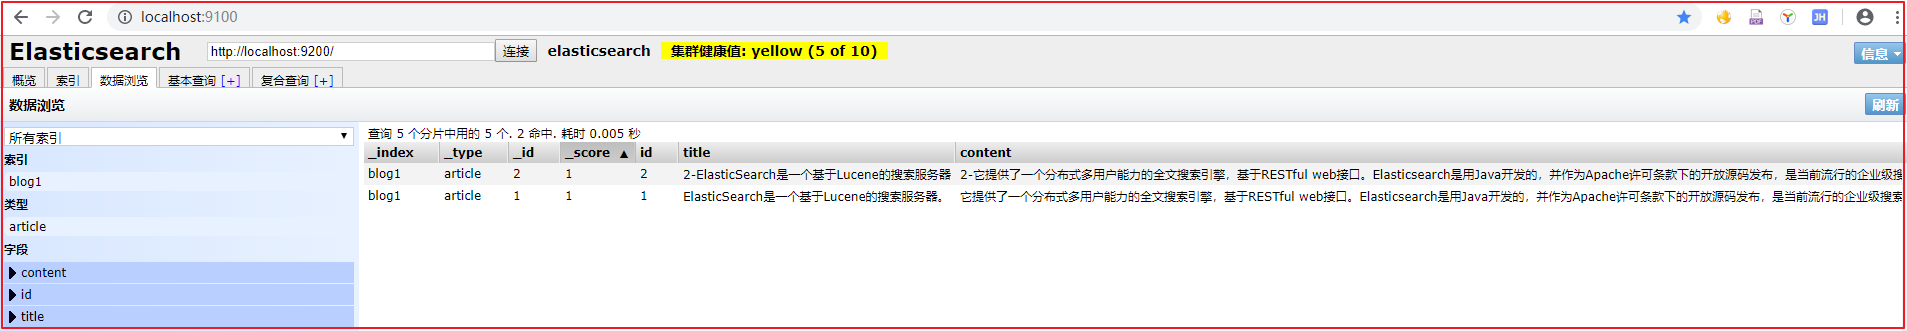 localhost:9100
Elasticsearch http://localhost:9200/ 连接 elasticsearch 集群健康值: yellow (5 of 10) 信息
概览 索引 数据浏览 基本查询 [+] 复合查询 [+]
数据浏览 刷新
所有索引
索引
blog1
类型
article
字段
content
id
title
查询 5 个分片中用的 5 个. 2 命中. 耗时 0.005 秒
_index _type _id _score ▲ id title content
blog1 article 2 1 2 2-ElasticSearch是一个基于Lucene的搜索服务器 2-它提供了一个分布式多用户能力的全文搜索引擎，基于RESTful web接口。Elasticsearch是用Java开发的，并作为Apache许可条款下的开放源码发布，是当前流行的企业级搜
blog1 article 1 1 1 ElasticSearch是一个基于Lucene的搜索服务器。 它提供了一个分布式多用户能力的全文搜索引擎，基于RESTful web接口。Elasticsearch是用Java开发的，并作为Apache许可条款下的开放源码发布，是当前流行的企业级搜索
PDF
JH